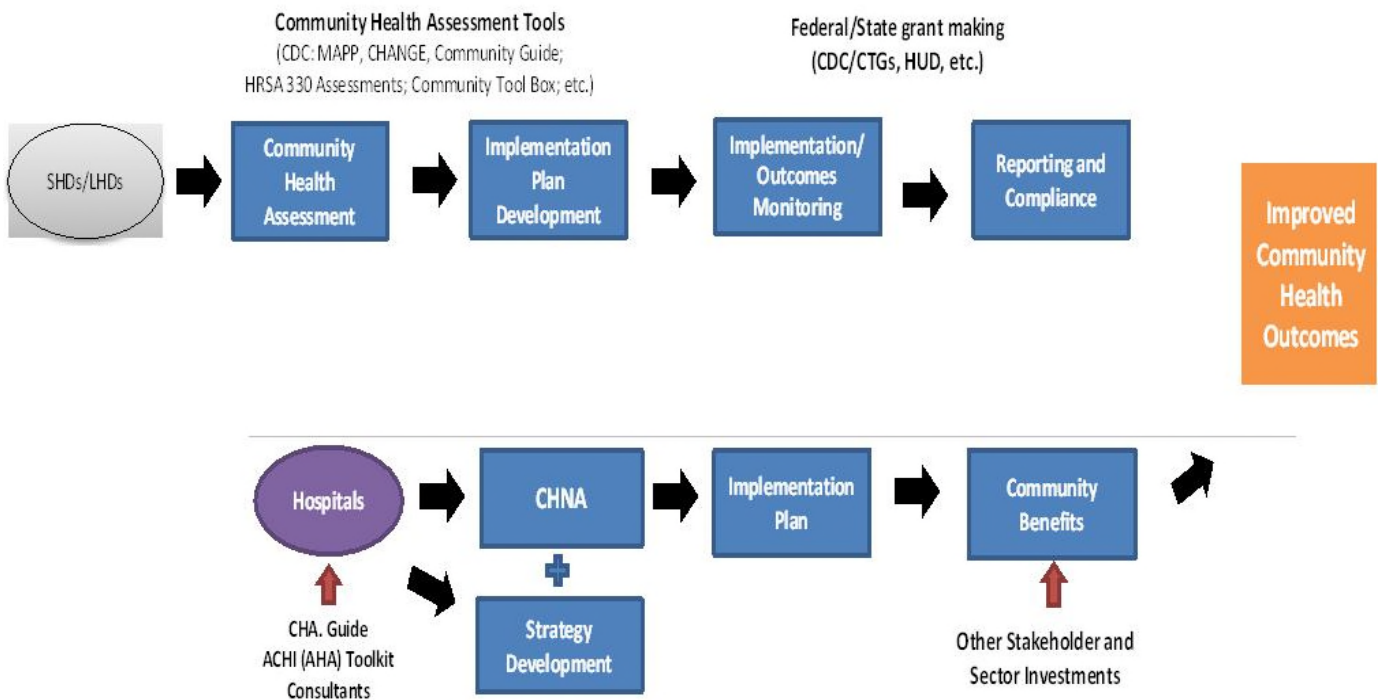 Community Health Assessment Tools
(CDC: MAPP, CHANGE, Community Guide;
HRSA 330 Assessments; Community Tool Box; etc.)
Federal/State grant making
(CDC/CTGs, HUD, etc.)
SHDs/LHDs
Community
Health
Assessment
Implementation
Plan
Development
Implementation/
Outcomes
Monitoring
Reporting and
Compliance
Improved
Community
Health
Outcomes
Hospitals
CHNA
Implementation
Plan
Community
Benefits
Strategy
Development
CHA. Guide
ACHI (AHA) Toolkit
Consultants
Other Stakeholder and
Sector Investments